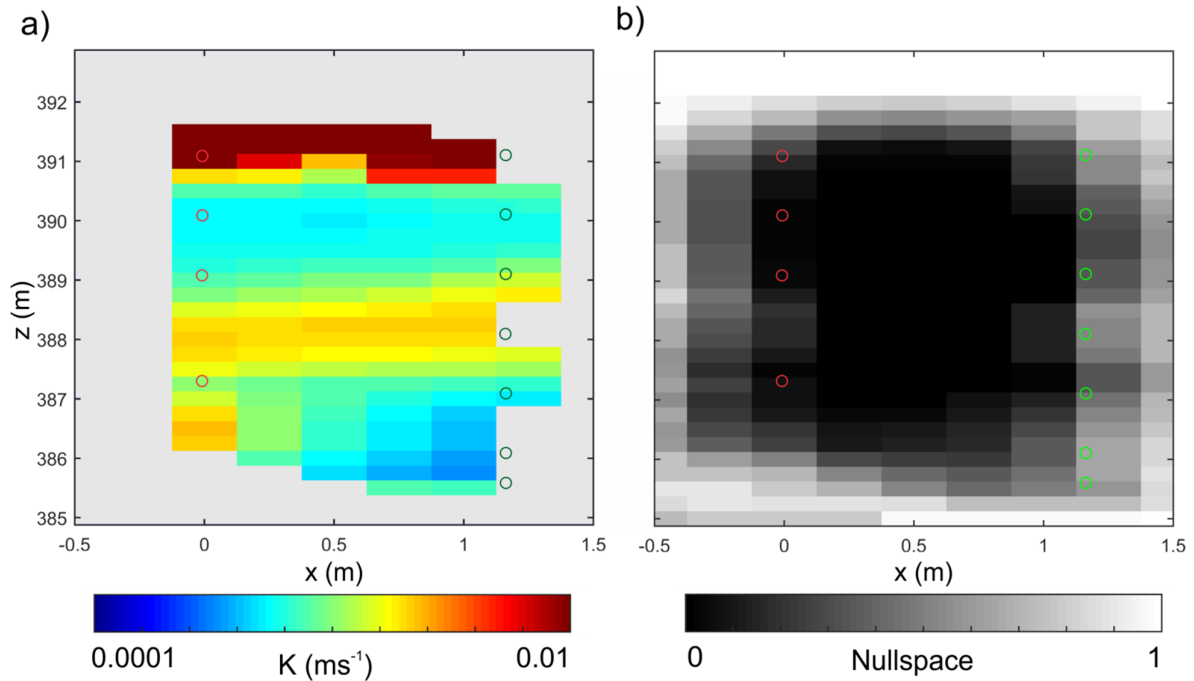 a)
b)
392
391
390
389
388
387
386
385
z (m)
-0.5 0 0.5 1 1.5
x (m)
-0.5 0 0.5 1 1.5
x (m)
0.0001 K (ms⁻¹) 0.01
0 Nullspace 1